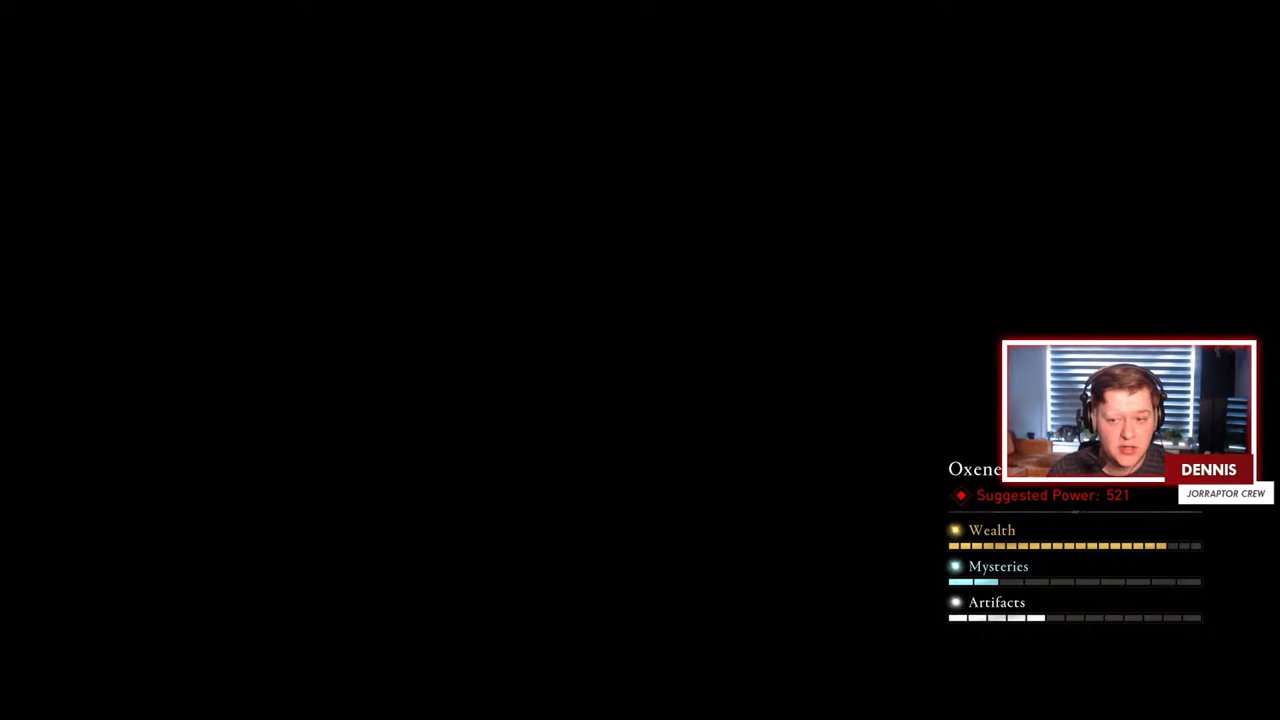 Oxene
DENNIS
JORRAPTOR CREW
Suggested Power: 521
Wealth
Mysteries
Artifacts